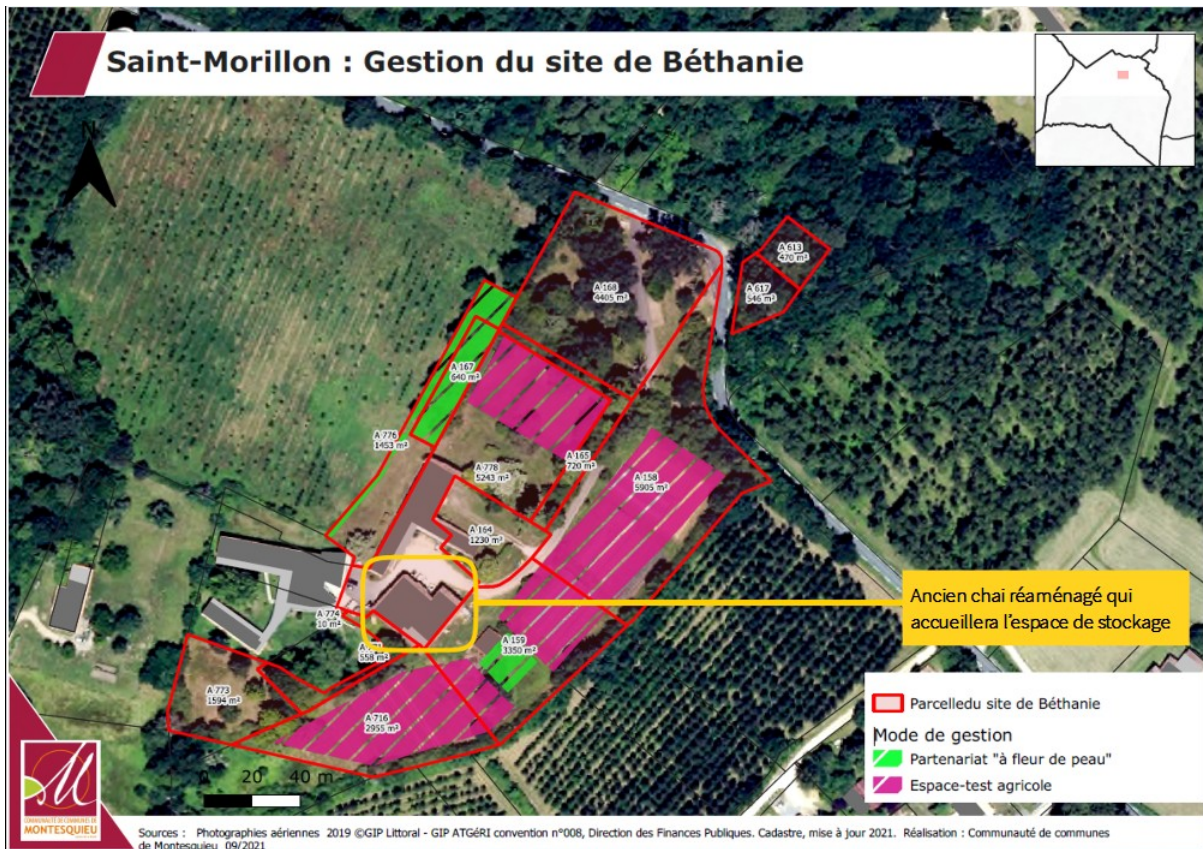 Saint-Morillon : Gestion du site de Béthanie
N
A 613
470 m²
A 617
546 m²
A 168
4405 m²
A 167
640 m²
A 776
1453 m²
A 778
5243 m²
A 165
720 m²
A 158
5905 m²
A 164
1230 m²
A 774
10 m²
558 m²
A 159
3350 m²
A 773
1594 m²
A 716
2955 m²
Ancien chai réaménagé qui
accueillera l'espace de stockage
Parcelledu site de Béthanie
Mode de gestion
Partenariat "à fleur de peau"
Espace-test agricole
0 20 40 m
COMMUNAUTÉ DE COMMUNES DE
MONTESQUIEU
Sources : Photographies aériennes 2019 ©GIP Littoral - GIP ATGéRI convention n°008, Direction des Finances Publiques. Cadastre, mise à jour 2021. Réalisation : Communauté de communes
de Montesquieu 09/2021